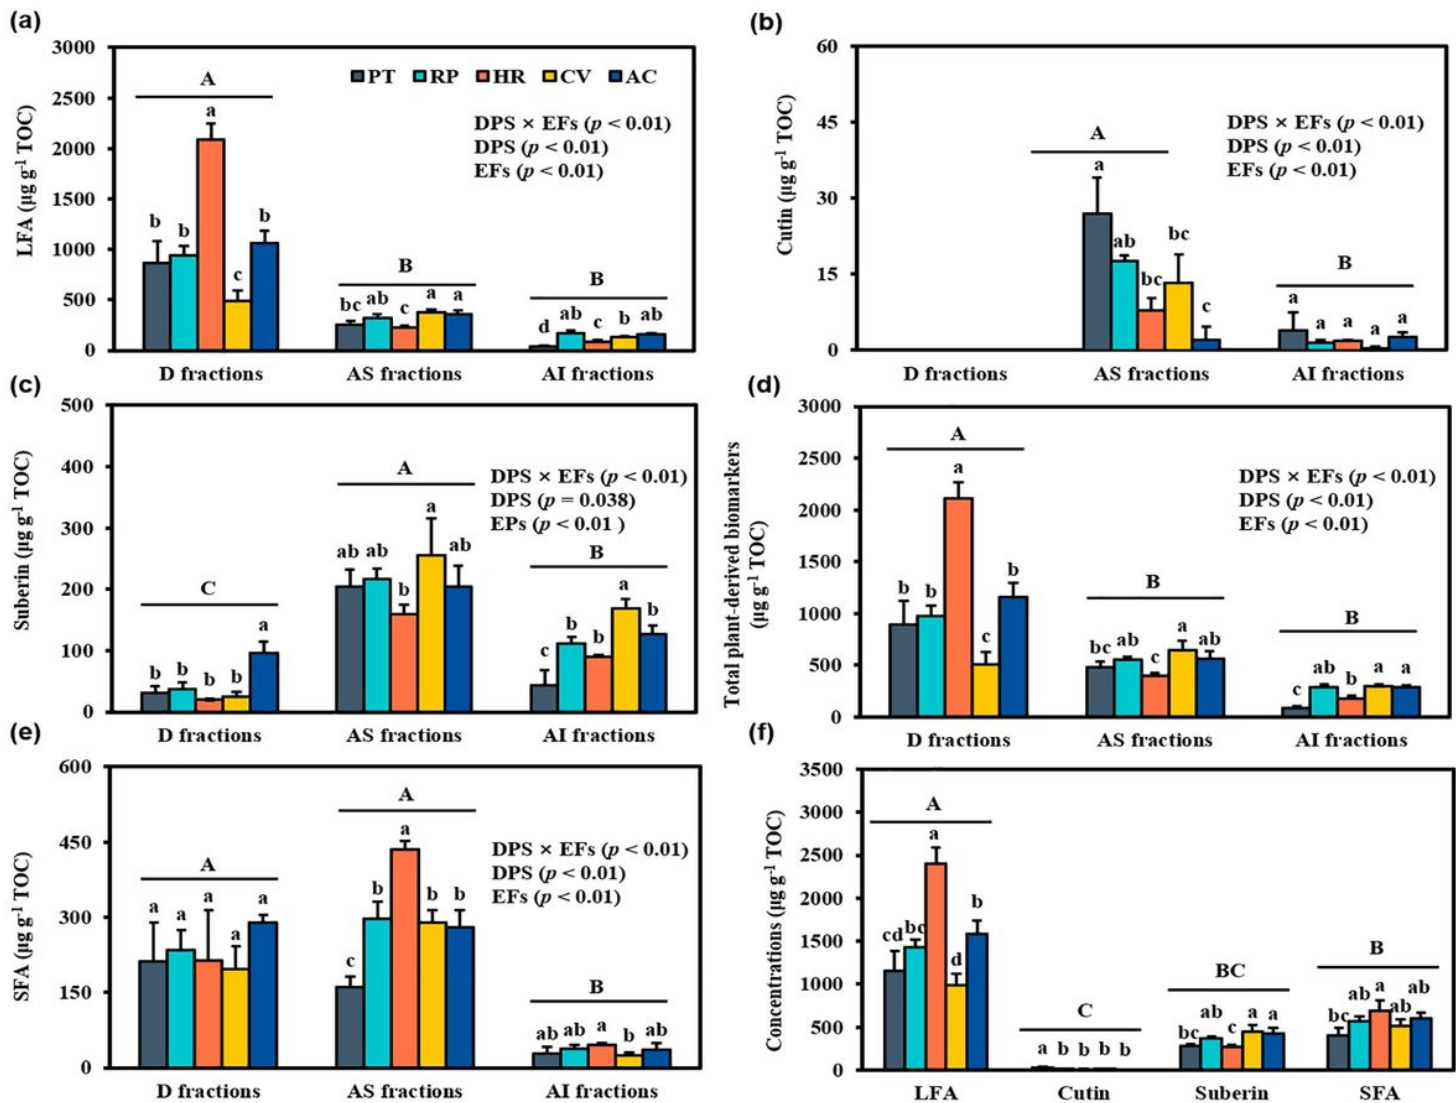 (a)
3000
2500
2000
1500
1000
500
0
LFA (μg g-1 TOC)
PT RP HR CV AC
A
a
b b c b
B
bc ab c a a
B
d ab c b ab
DPS × EFs (p < 0.01)
DPS (p < 0.01)
EFs (p < 0.01)
D fractions AS fractions AI fractions
(b)
60
45
30
15
0
Cutin (μg g-1 TOC)
A
a
ab
bc
bc
c
B
a a a a a
DPS × EFs (p < 0.01)
DPS (p < 0.01)
EFs (p < 0.01)
D fractions AS fractions AI fractions
(c)
500
400
300
200
100
0
Suberin (μg g-1 TOC)
C
b b b b a
A
ab ab b a ab
B
c b b a b
DPS × EFs (p < 0.01)
DPS (p = 0.038)
EPs (p < 0.01 )
D fractions AS fractions AI fractions
(d)
3000
2500
2000
1500
1000
500
0
Total plant-derived biomarkers
(μg g-1 TOC)
A
b b a c b
B
bc ab c a ab
B
c ab b a a
DPS × EFs (p < 0.01)
DPS (p < 0.01)
EFs (p < 0.01)
D fractions AS fractions AI fractions
(e)
600
450
300
150
0
SFA (μg g-1 TOC)
A
a a a a a
A
c b a b b
B
ab ab a b ab
DPS × EFs (p < 0.01)
DPS (p < 0.01)
EFs (p < 0.01)
D fractions AS fractions AI fractions
(f)
3500
3000
2500
2000
1500
1000
500
0
Concentrations (μg g-1 TOC)
A
cd bc a d b
C
a b b b b
BC
bc ab c a a
B
bc ab a ab ab
LFA Cutin Suberin SFA